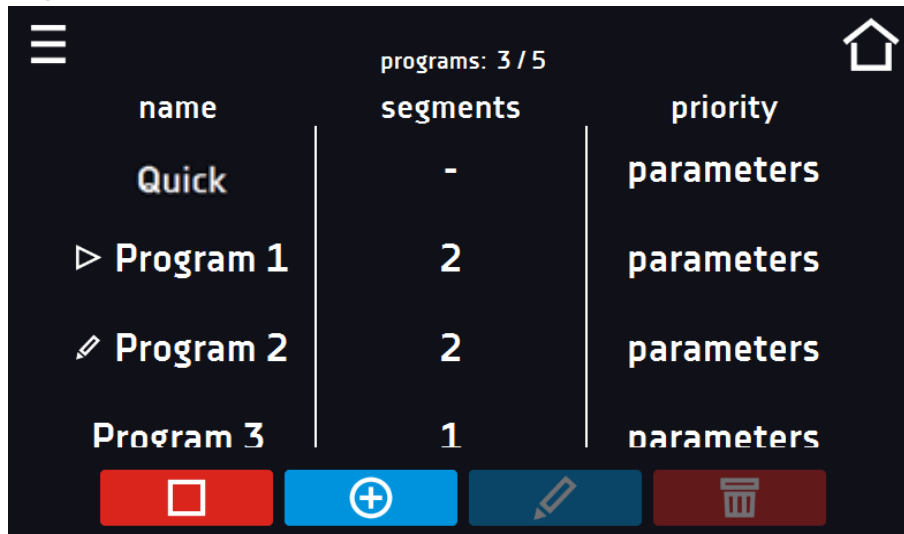 programs: 3 / 5
name segments priority
Quick - parameters
Program 1 2 parameters
Program 2 2 parameters
Program 3 1 parameters